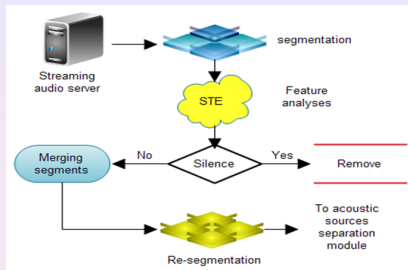 segmentation
Streaming
audio server
STE
Feature
analyses
Merging
segments
No
Silence
Yes
Remove
To acoustic
sources
separation
module
Re-segmentation